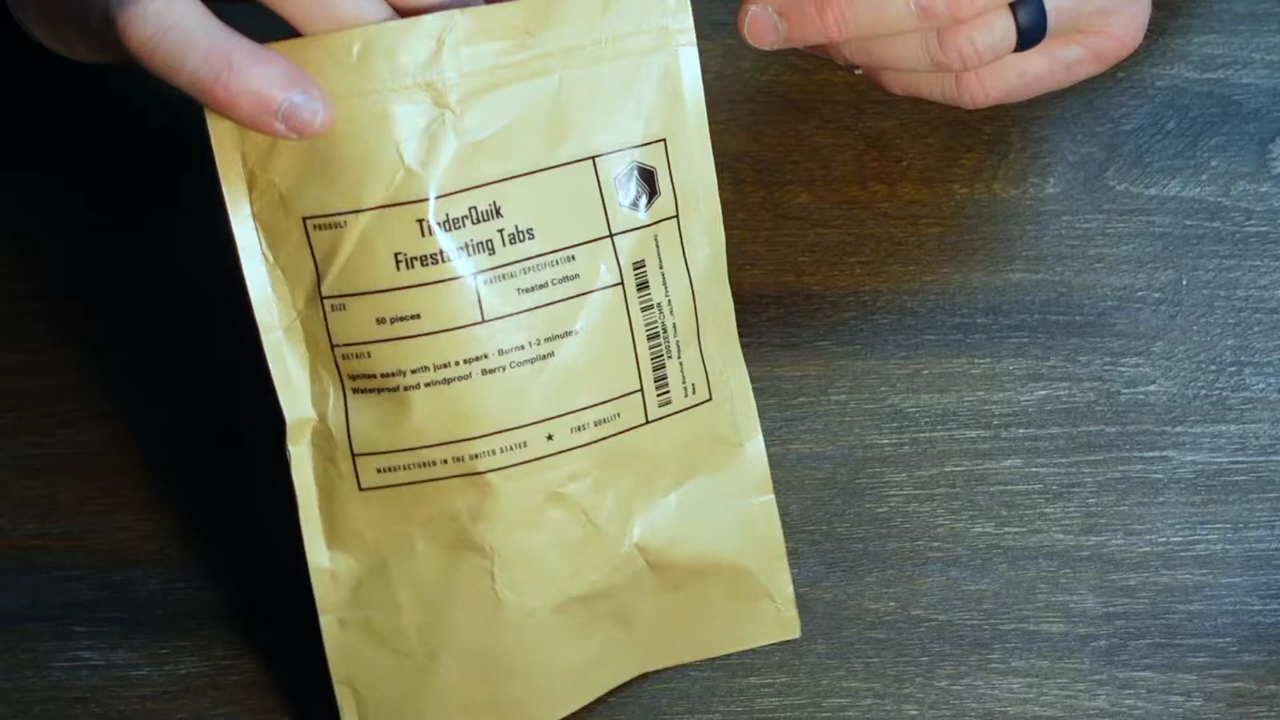 PRODUCT
TinderQuik
Firestarting Tabs
SIZE
50 pieces
MATERIAL/SPECIFICATION
Treated Cotton
DETAILS
Ignites easily with just a spark - Burns 1-2 minutes
Waterproof and windproof - Berry Compliant
MANUFACTURED IN THE UNITED STATES ★ FIRST QUALITY
New